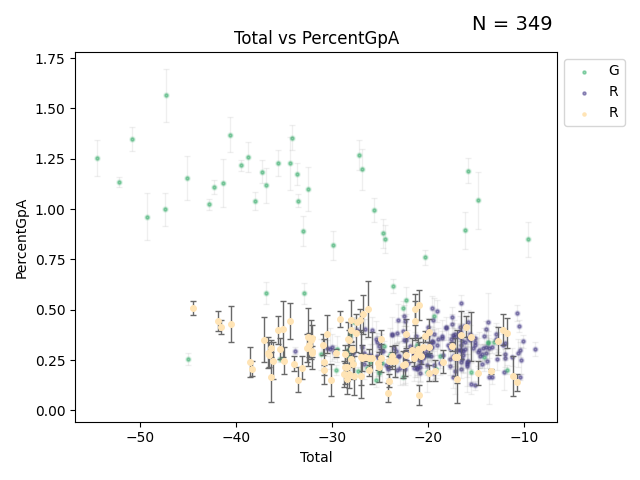 N = 349
Total vs PercentGpA
1.75
1.50
1.25
1.00
0.75
0.50
0.25
0.00
PercentGpA
−50
−40
−30
−20
−10
Total
G
R
R